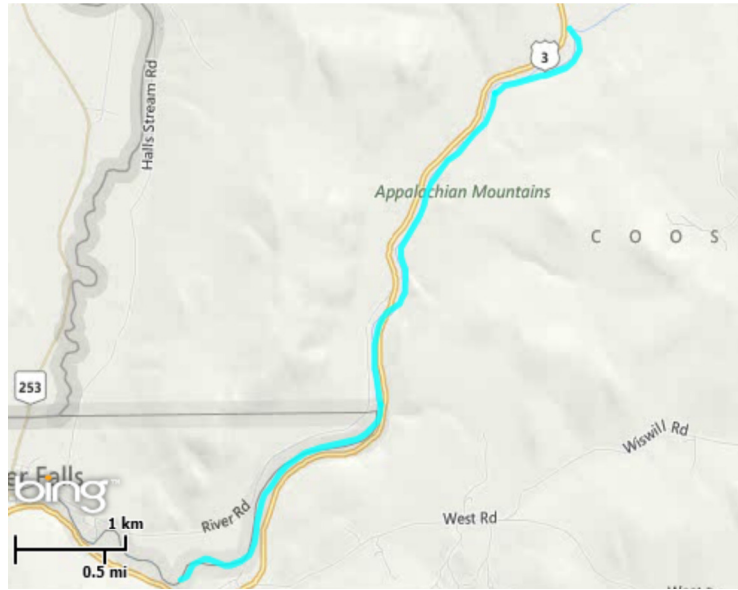 3
Halls Stream Rd
Appalachian Mountains
C O O S
253
er Falls
bing
Wiswill Rd
River Rd
West Rd
1 km
0.5 mi